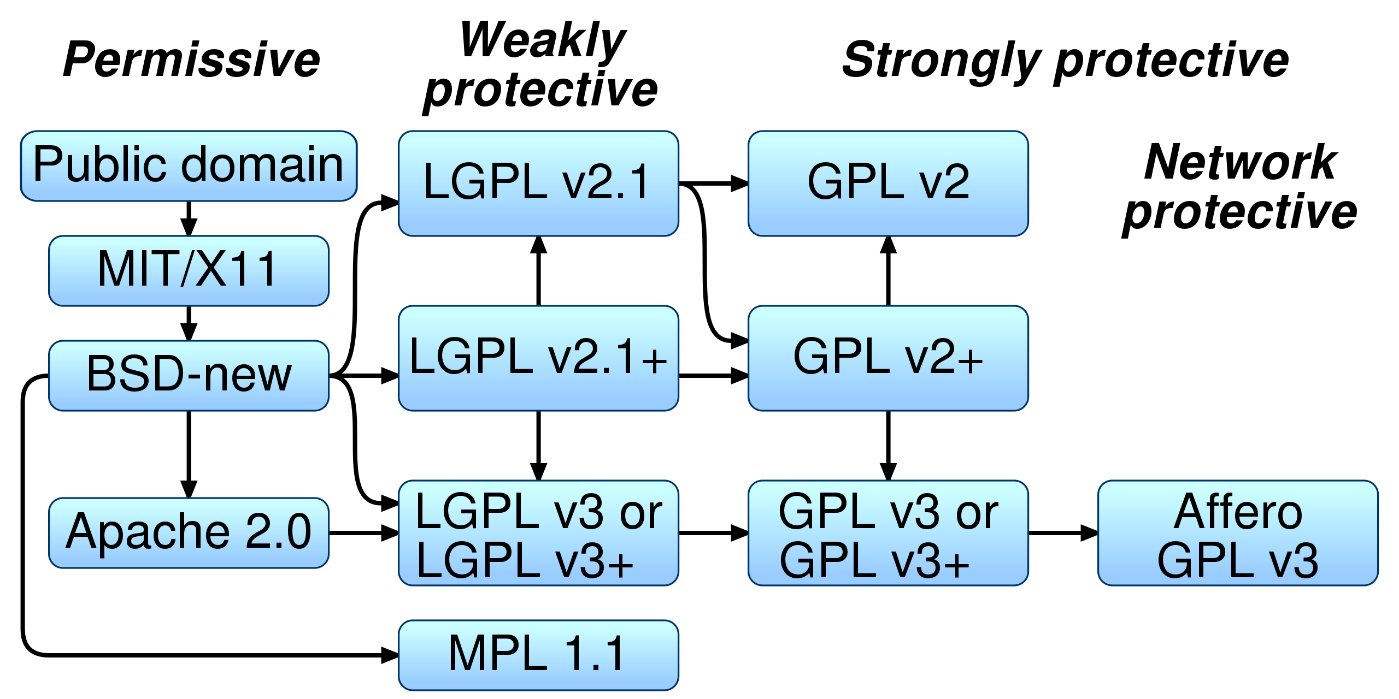 Permissive
Weakly
protective
Strongly protective
Network
protective
Public domain
MIT/X11
BSD-new
Apache 2.0
LGPL v2.1
LGPL v2.1+
LGPL v3 or
LGPL v3+
MPL 1.1
GPL v2
GPL v2+
GPL v3 or
GPL v3+
Affero
GPL v3